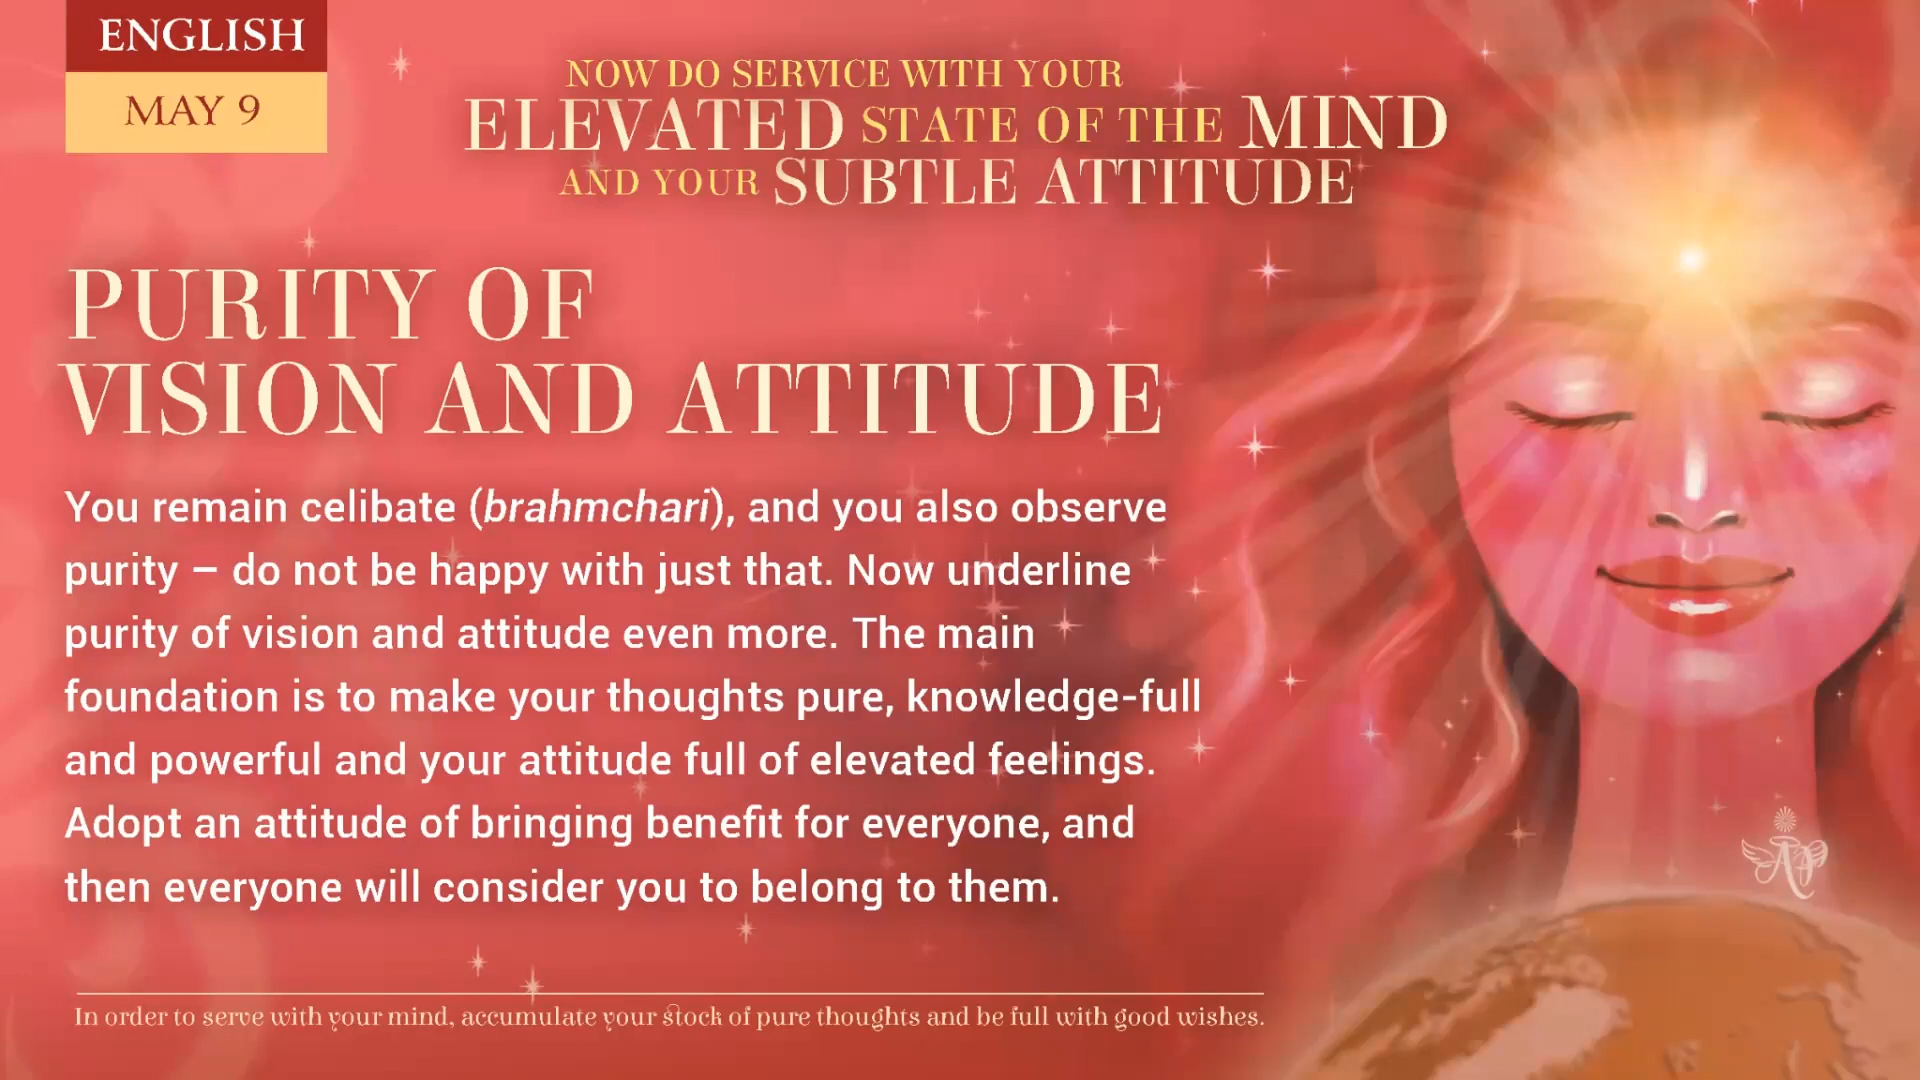 ENGLISH
MAY 9
NOW DO SERVICE WITH YOUR
ELEVATED STATE OF THE MIND
AND YOUR SUBTLE ATTITUDE
PURITY OF
VISION AND ATTITUDE
You remain celibate (brahmchari), and you also observe
purity – do not be happy with just that. Now underline
purity of vision and attitude even more. The main
foundation is to make your thoughts pure, knowledge-full
and powerful and your attitude full of elevated feelings.
Adopt an attitude of bringing benefit for everyone, and
then everyone will consider you to belong to them.
In order to serve with your mind, accumulate your stock of pure thoughts and be full with good wishes.